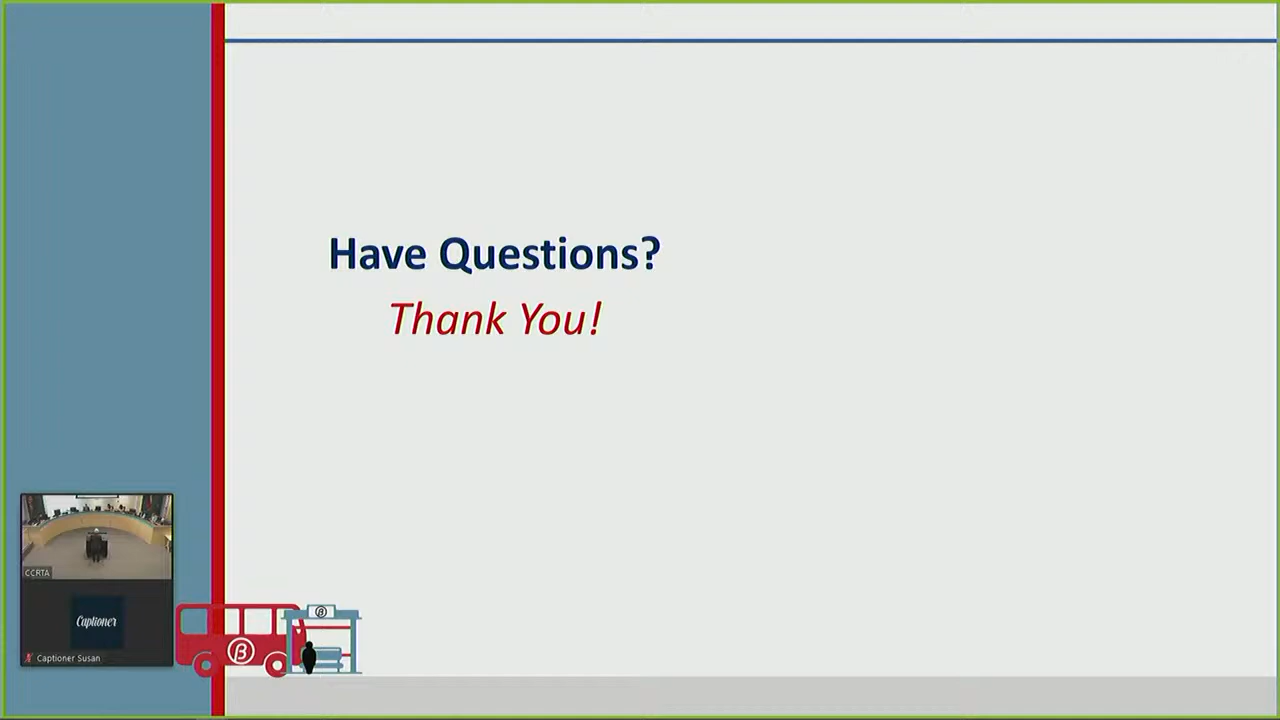 Have Questions?
Thank You!
CCRTA
Captioner
Captioner Susan
β
β